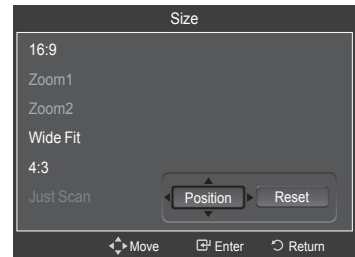 Size
16:9
Zoom1
Zoom2
Wide Fit
4:3
Just Scan
Position Reset
Move Enter Return